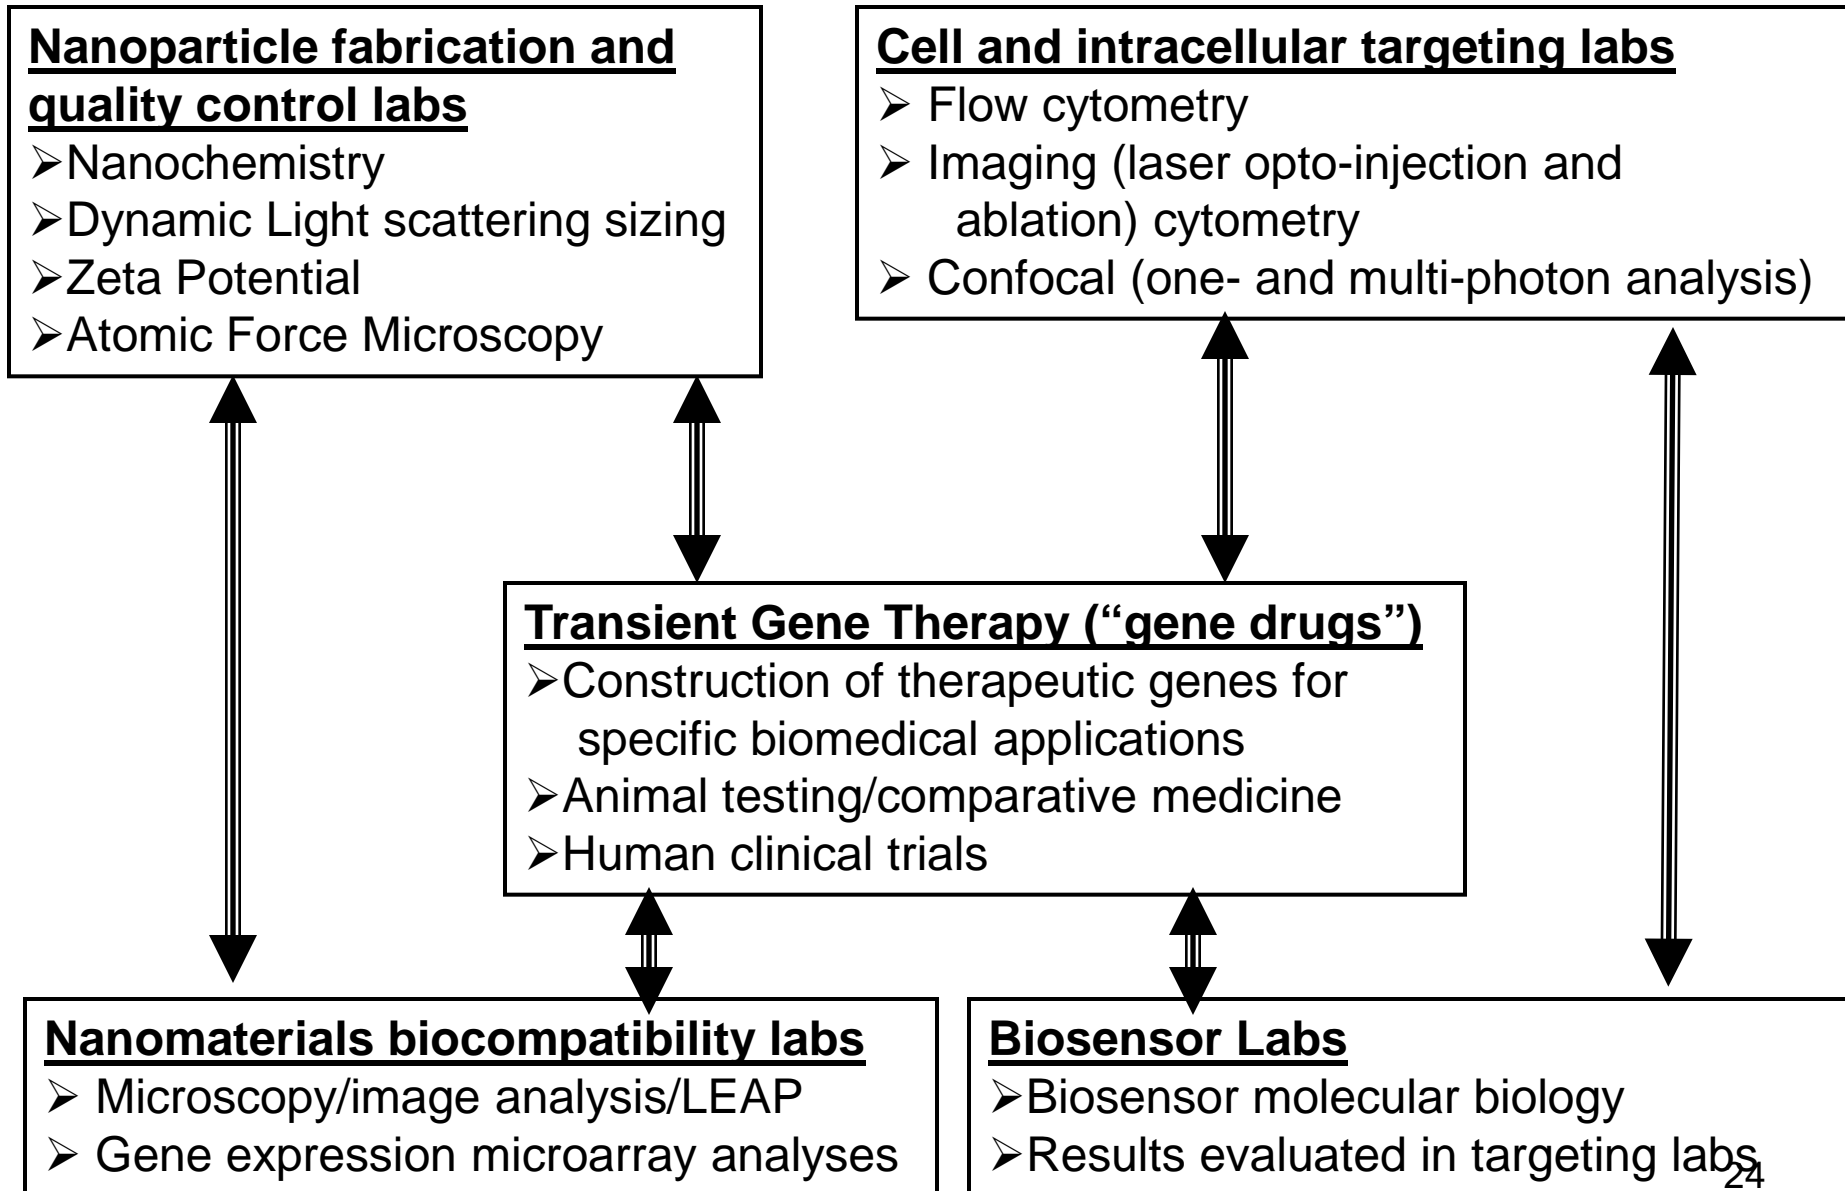 Nanoparticle fabrication and
quality control labs
➢Nanochemistry
➢Dynamic Light scattering sizing
➢Zeta Potential
➢Atomic Force Microscopy
Cell and intracellular targeting labs
➢ Flow cytometry
➢ Imaging (laser opto-injection and
ablation) cytometry
➢ Confocal (one- and multi-photon analysis)
Transient Gene Therapy (“gene drugs”)
➢Construction of therapeutic genes for
specific biomedical applications
➢Animal testing/comparative medicine
➢Human clinical trials
Nanomaterials biocompatibility labs
➢ Microscopy/image analysis/LEAP
➢ Gene expression microarray analyses
Biosensor Labs
➢Biosensor molecular biology
➢Results evaluated in targeting labs
24